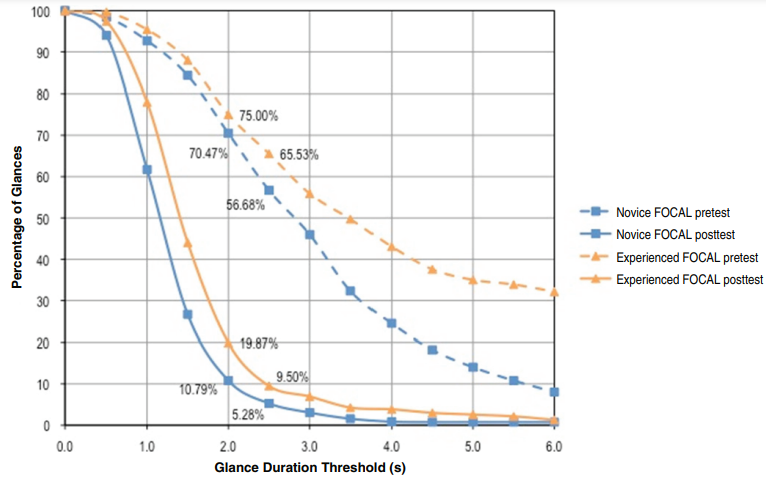 100
90
80
70
60
50
40
30
20
10
0
Percentage of Glances
75.00%
70.47%
65.53%
56.68%
19.87%
9.50%
10.79%
5.28%
0.0 1.0 2.0 3.0 4.0 5.0 6.0
Glance Duration Threshold (s)
Novice FOCAL pretest
Novice FOCAL posttest
Experienced FOCAL pretest
Experienced FOCAL posttest